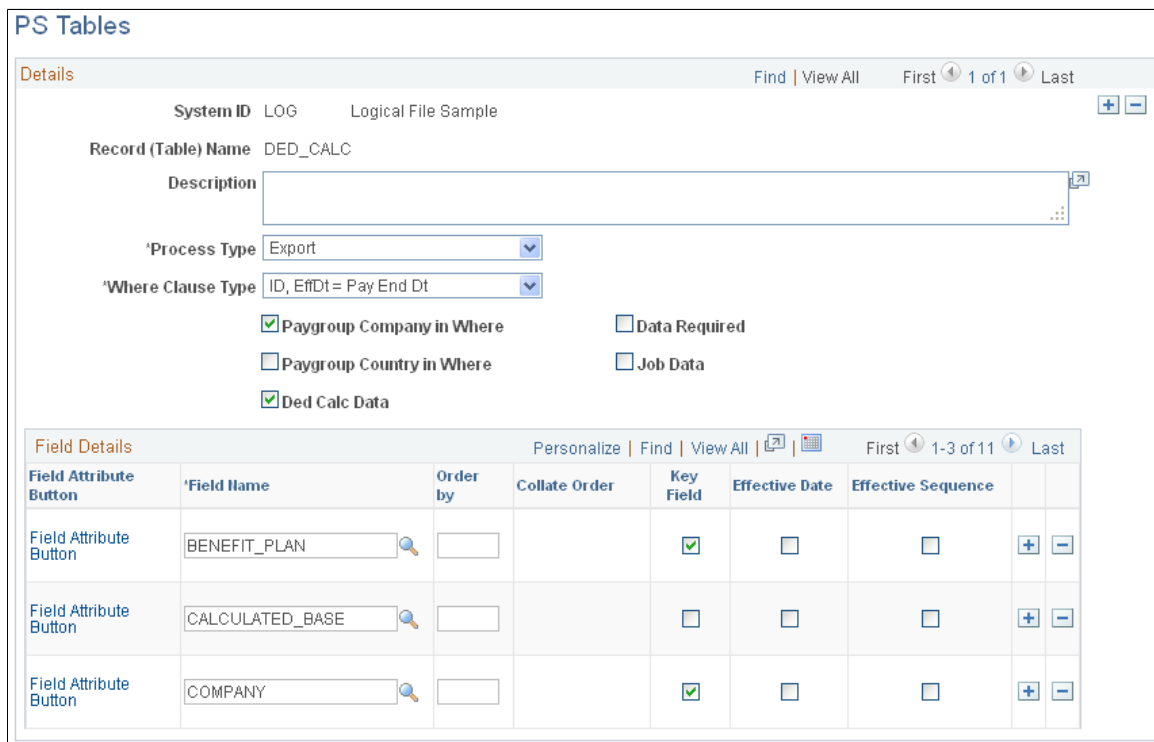 PS Tables
Details Find | View All First 1 of 1 Last
System ID LOG Logical File Sample
Record (Table) Name DED_CALC
Description
*Process Type Export
*Where Clause Type ID, EffDt = Pay End Dt
Paygroup Company in Where Data Required
Paygroup Country in Where Job Data
Ded Calc Data
Field Details Personalize | Find | View All | | First 1-3 of 11 Last
Field Attribute Button *Field Name Order by Collate Order Key Field Effective Date Effective Sequence
Field Attribute Button BENEFIT_PLAN
Field Attribute Button CALCULATED_BASE
Field Attribute Button COMPANY